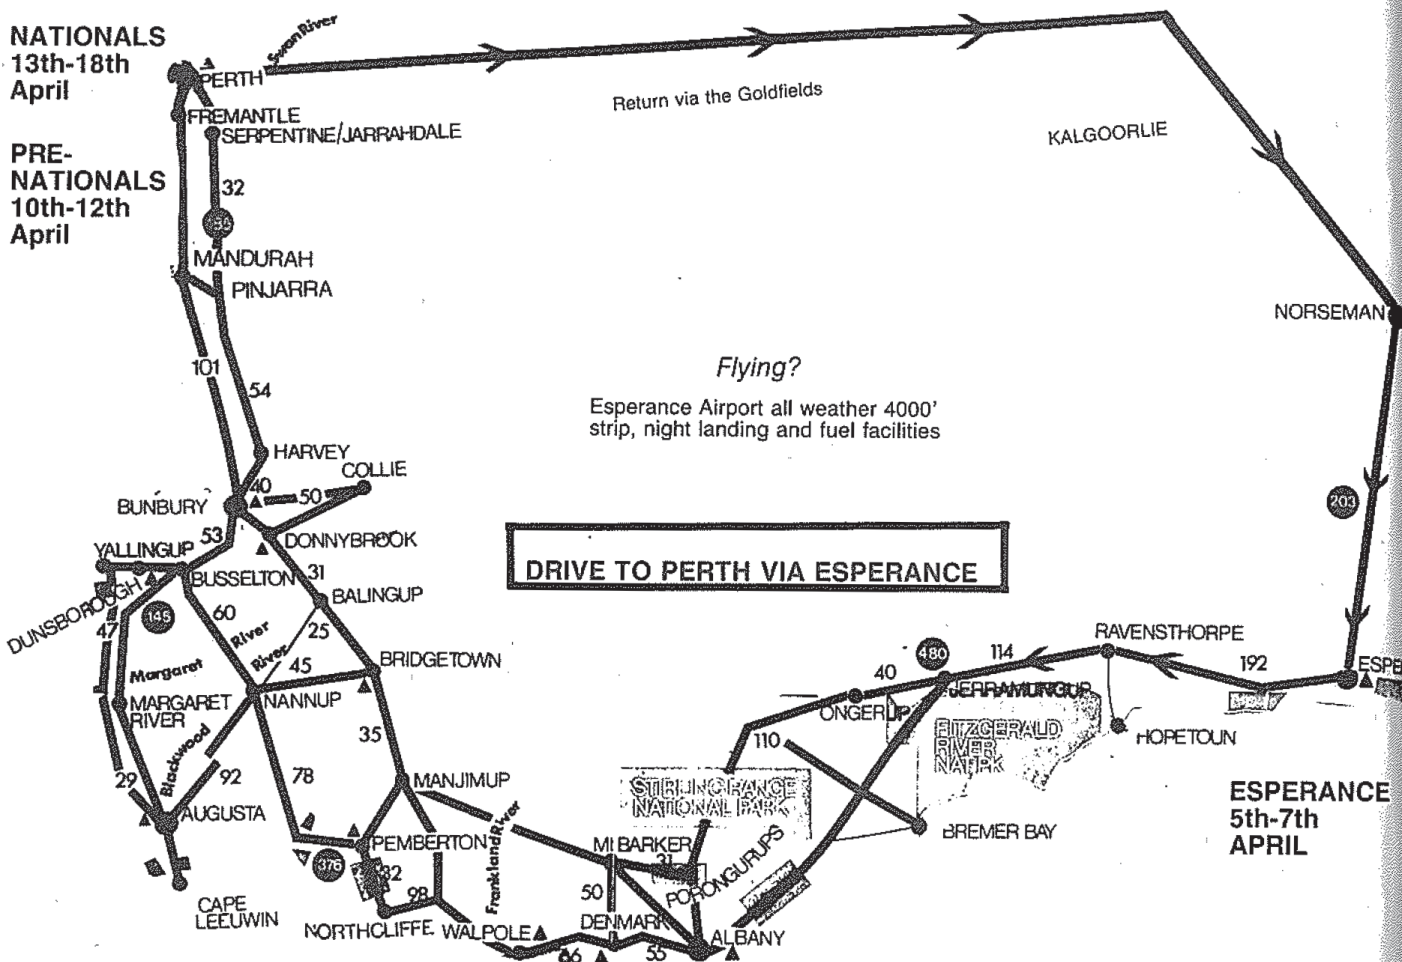 NATIONALS
13th-18th
April
PRE-
NATIONALS
10th-12th
April
Swan River
PERTH
FREMANTLE
SERPENTINE/JARRAHDALE
32
Return via the Goldfields
KALGOORLIE
MANDURAH
PINJARRA
NORSEMAN
101
54
Flying?
Esperance Airport all weather 4000'
strip, night landing and fuel facilities
HARVEY
COLLIE
40
50
BUNBURY
203
53
DONNYBROOK
DRIVE TO PERTH VIA ESPERANCE
YALLINGUP
BUSSELTON
31
BALINGUP
DUNSBOROUGH
47
145
60
River
25
River
Margaret
45
BRIDGETOWN
480
114
RAVENSTHORPE
192
ESPE
40
JERRAMUNGUP
MARGARET
RIVER
NANNUP
ONGERUP
HOPETOUN
35
110
FITZGERALD
RIVER
NAT PK
Blackwood
92
78
29
MANJIMUP
STIRLING RANGE
NATIONAL PARK
ESPERANCE
5th-7th
APRIL
AUGUSTA
PEMBERTON
376
Frankland River
MT BARKER
31
PORONGURUPS
BREMER BAY
32
98
50
CAPE
LEEUWIN
NORTHCLIFFE
WALPOLE
DENMARK
ALBANY
66
55